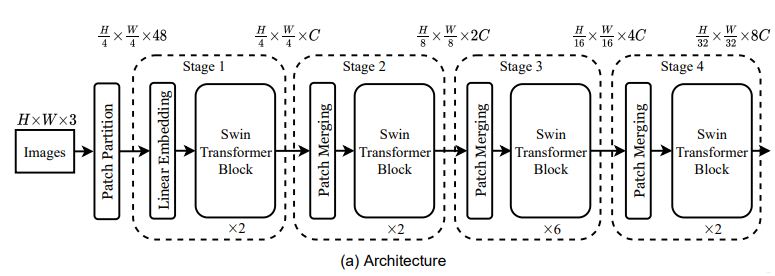 H/4 × W/4 × 48
H/4 × W/4 × C
H/8 × W/8 × 2C
H/16 × W/16 × 4C
H/32 × W/32 × 8C
Stage 1
Stage 2
Stage 3
Stage 4
H×W×3
Images
Patch Partition
Linear Embedding
Swin
Transformer
Block
×2
Patch Merging
Swin
Transformer
Block
×2
Patch Merging
Swin
Transformer
Block
×6
Patch Merging
Swin
Transformer
Block
×2
(a) Architecture